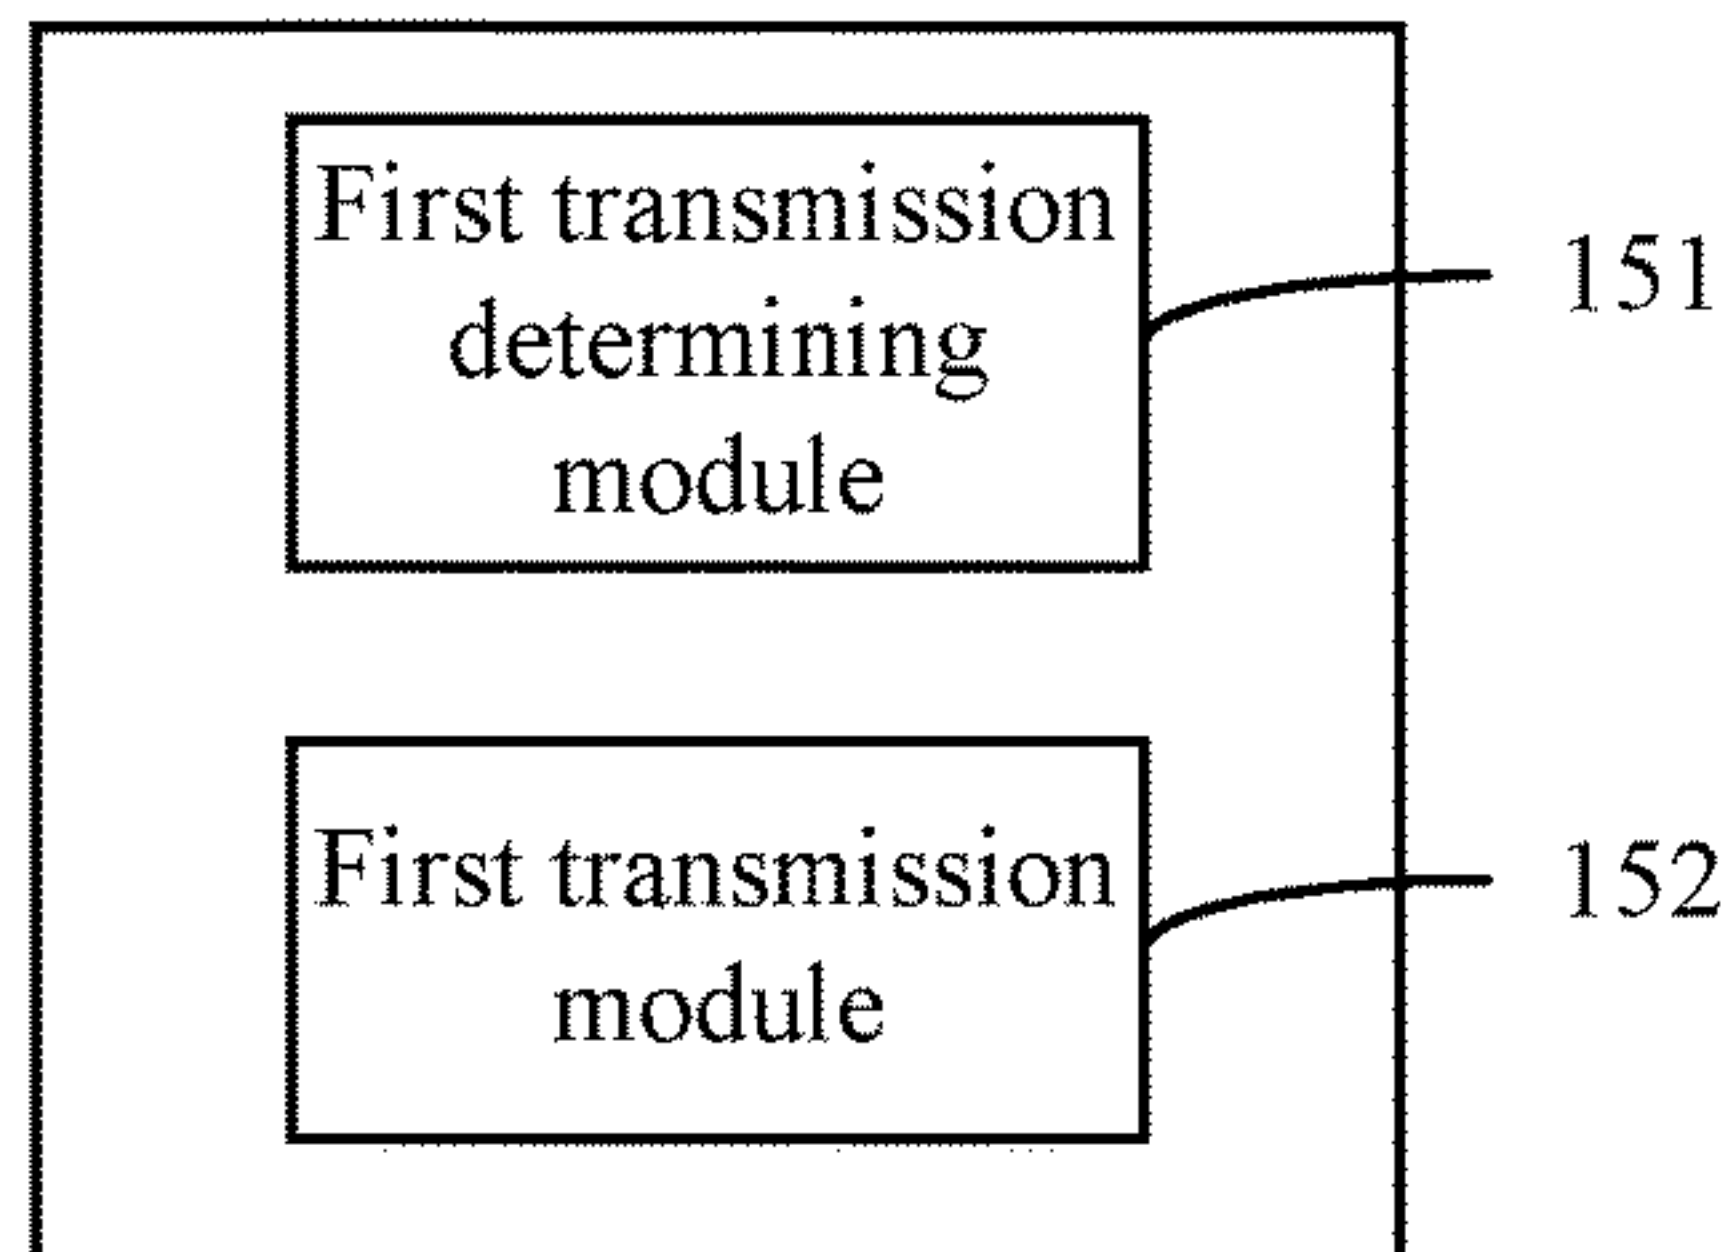 First transmission
determining
module
151
First transmission
module
152